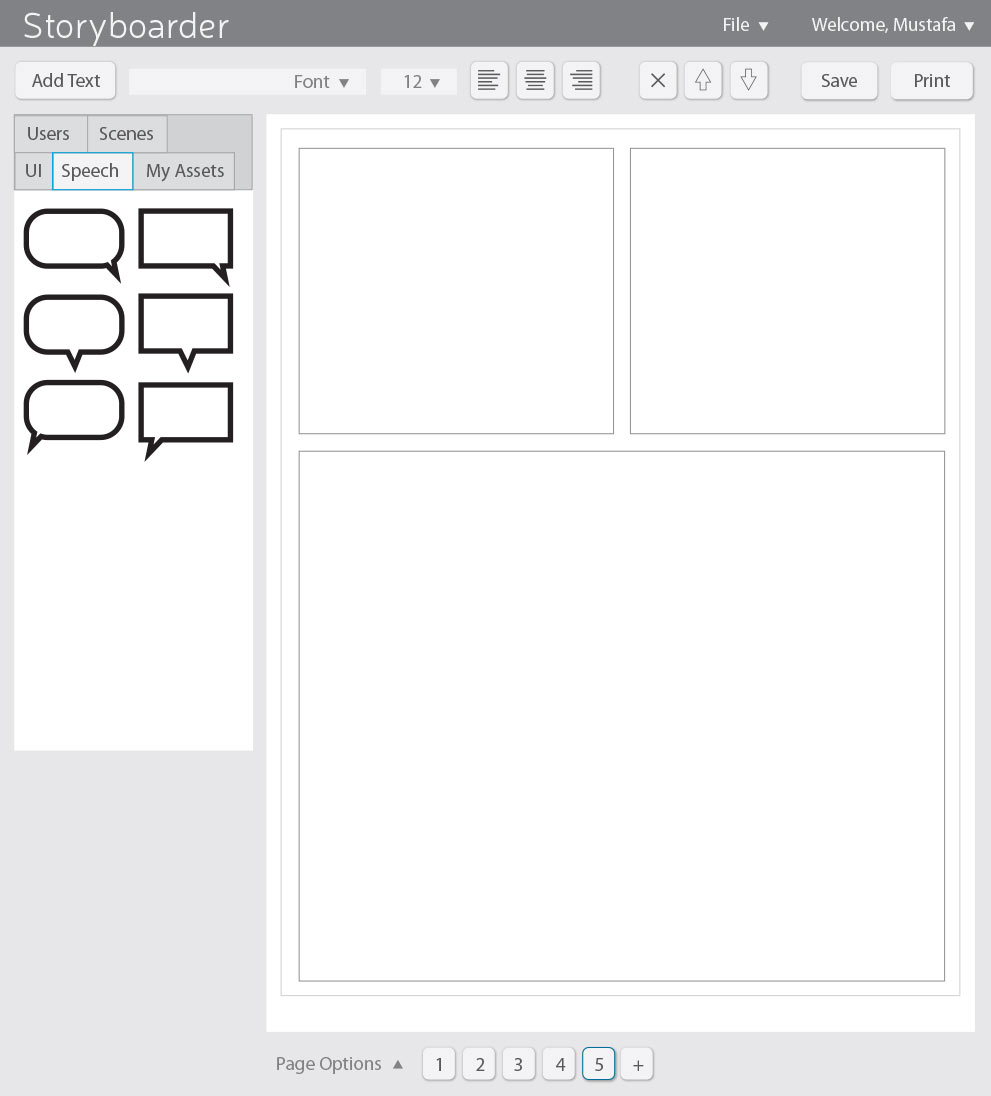 Storyboarder
File ▼
Welcome, Mustafa ▼
Add Text
Font ▼
12 ▼
Save
Print
Users
Scenes
UI
Speech
My Assets
Page Options ▲
1
2
3
4
5
+